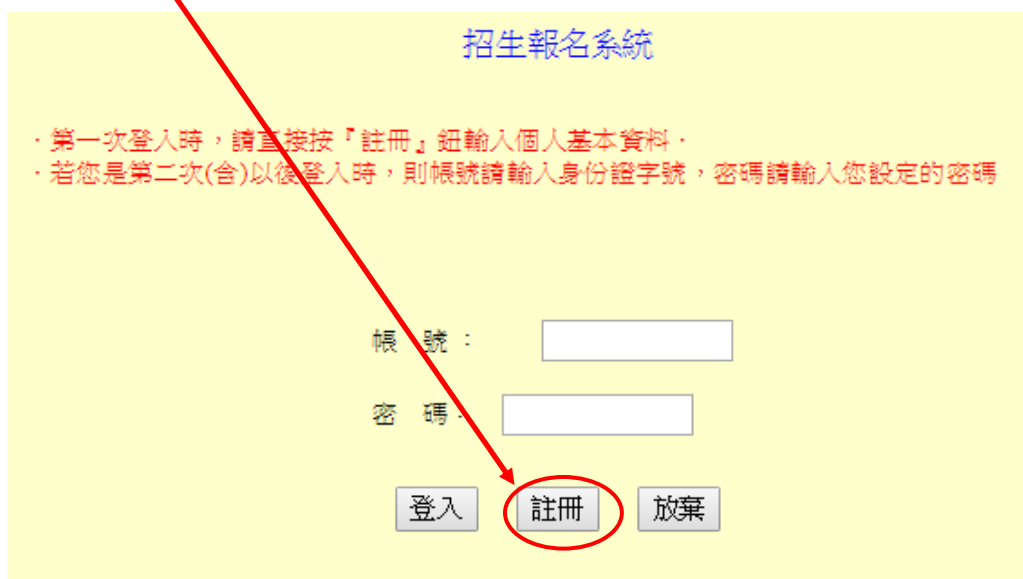 招生報名系統
．第一次登入時，請直接按『註冊』鈕輸入個人基本資料．
．若您是第二次(含)以後登入時，則帳號請輸入身份證字號，密碼請輸入您設定的密碼
帳 號：
密 碼：
登入 註冊 放棄